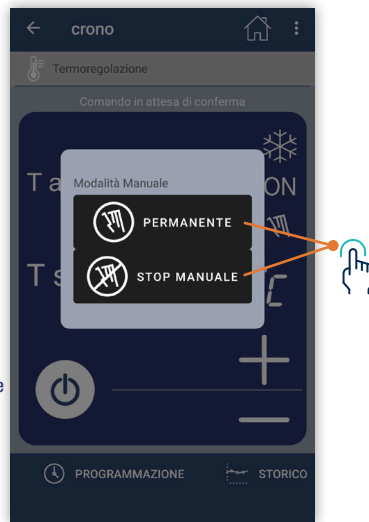 crono
Termoregolazione
Comando in attesa di conferma
T a
ON
Modalità Manuale
PERMANENTE
STOP MANUALE
T s
C
e
PROGRAMMAZIONE
STORICO